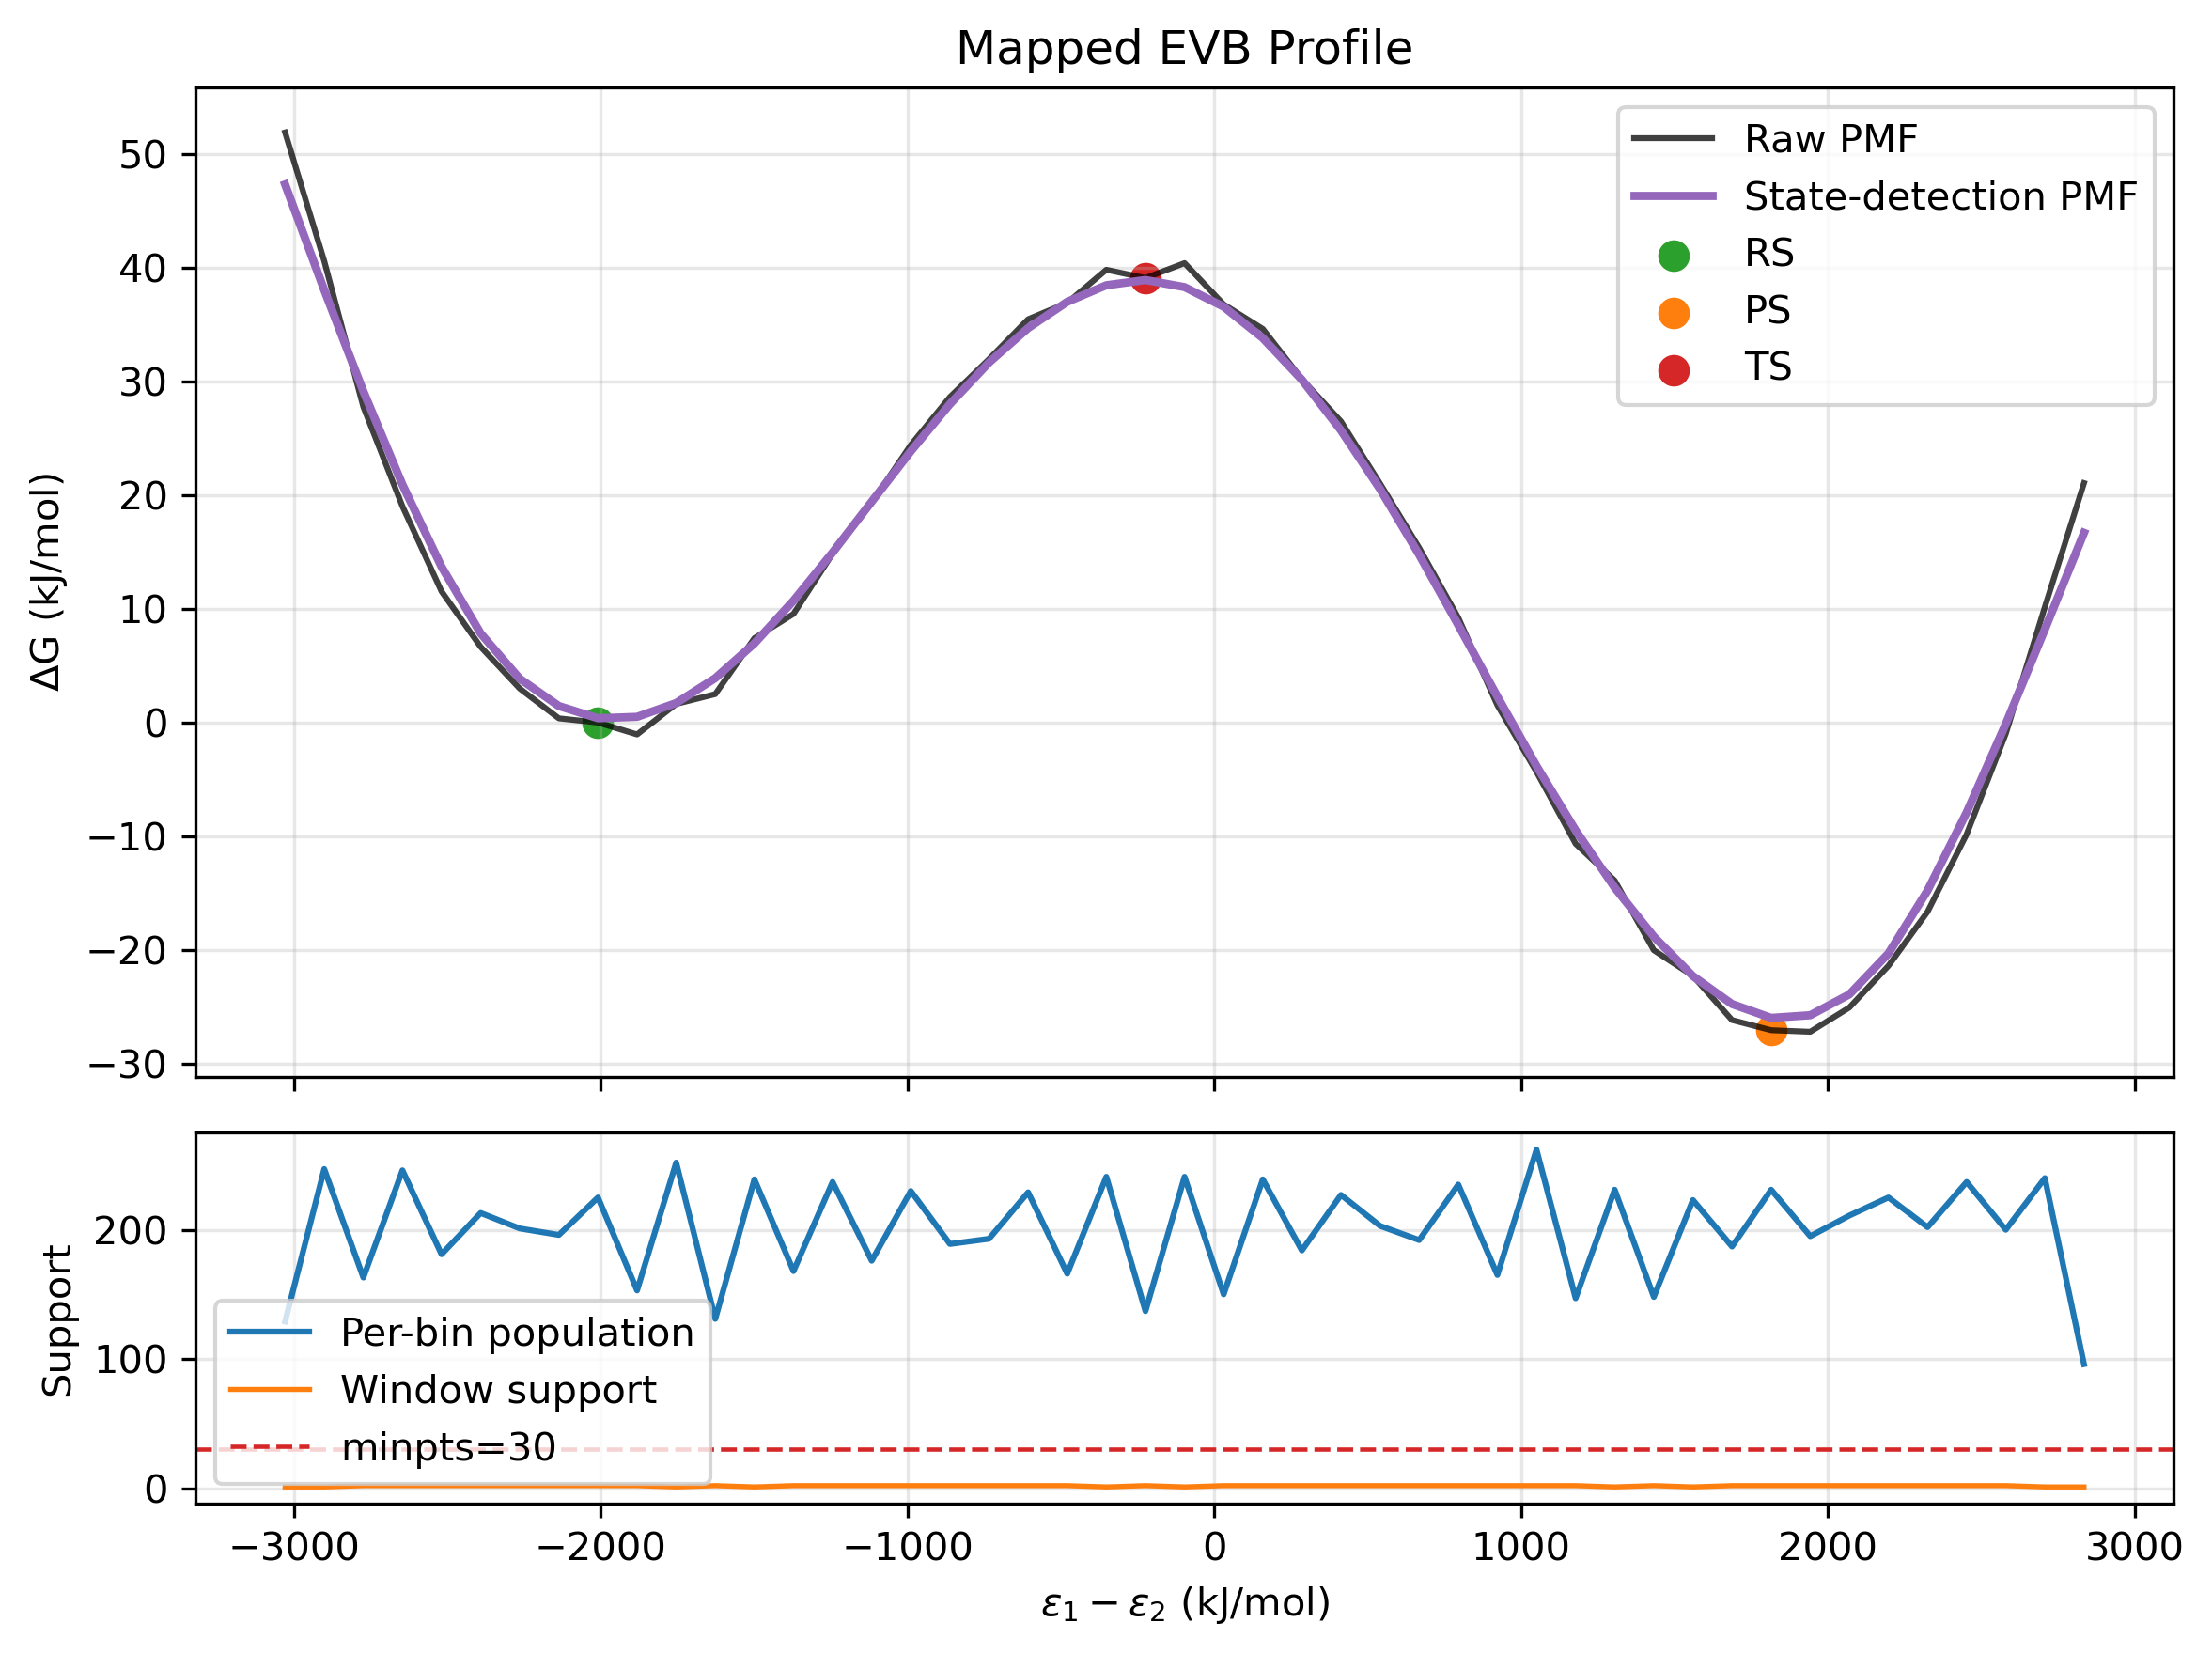 Mapped EVB Profile
ΔG (kJ/mol)
50
40
30
20
10
0
−10
−20
−30
Raw PMF
State-detection PMF
RS
PS
TS
Support
200
100
0
Per-bin population
Window support
minpts=30
−3000
−2000
−1000
0
1000
2000
3000
ε₁ − ε₂ (kJ/mol)